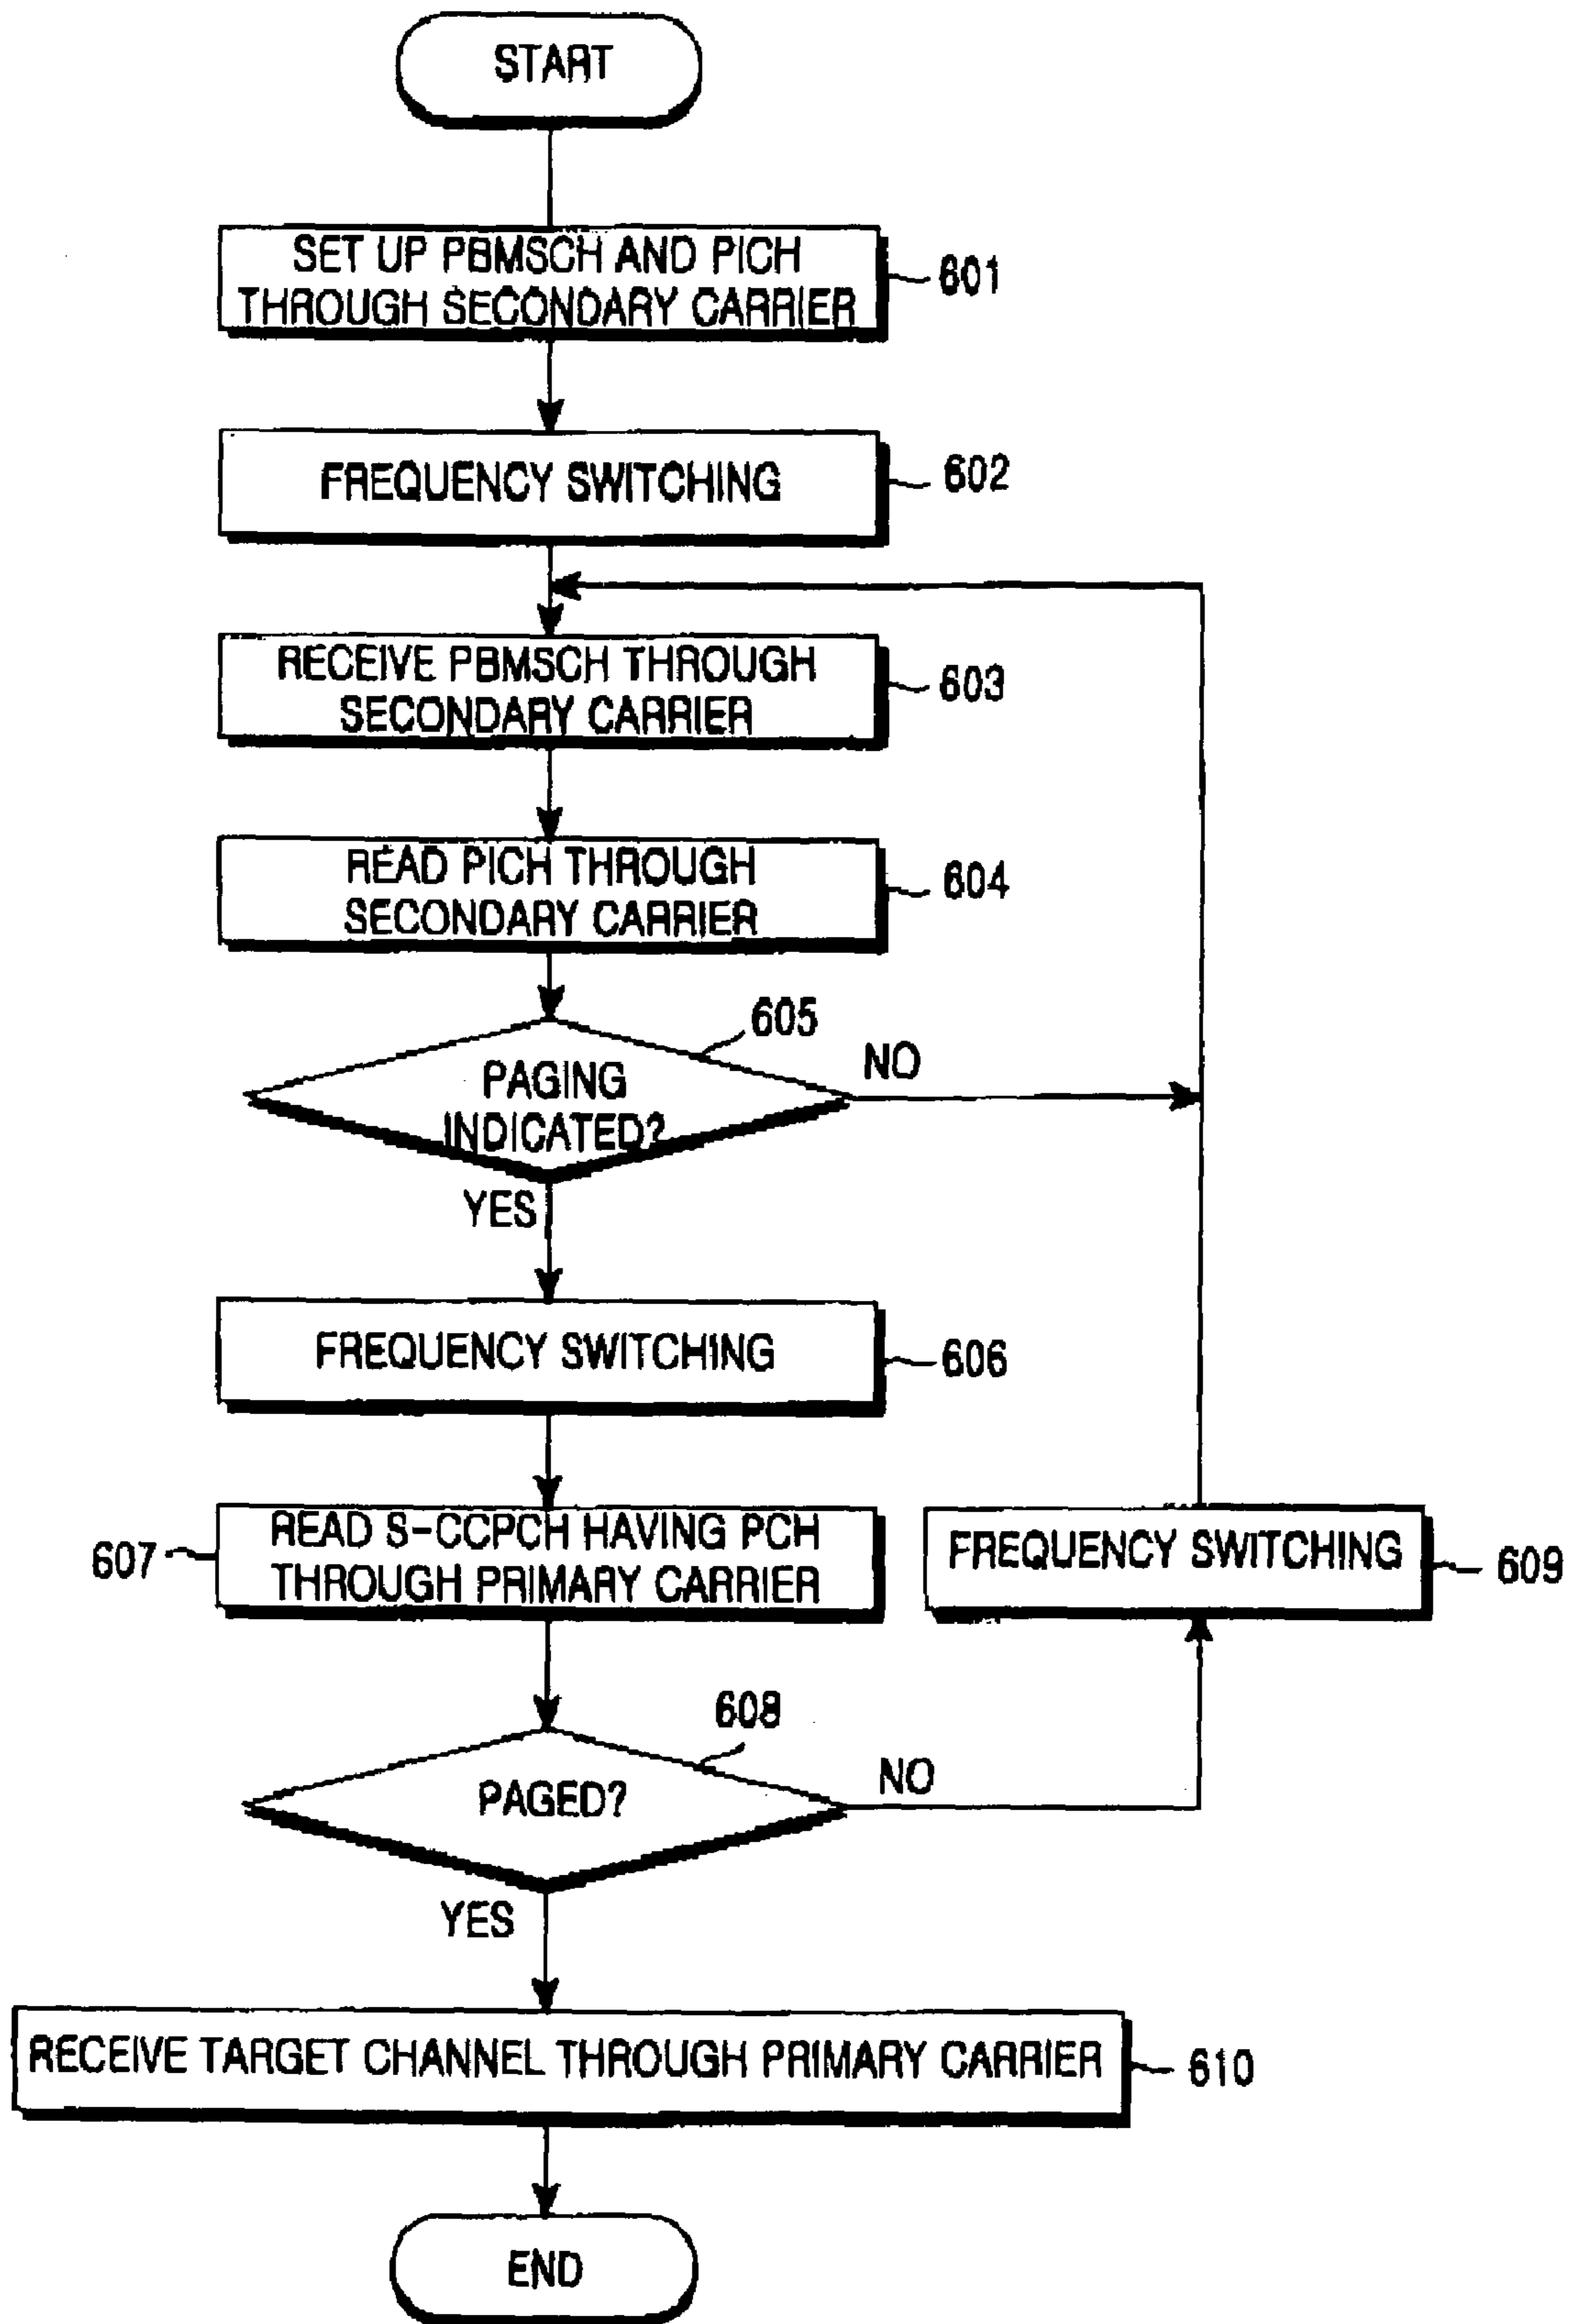 START
SET UP PBMSCH AND PICH
THROUGH SECONDARY CARRIER
601
FREQUENCY SWITCHING
602
RECEIVE PBMSCH THROUGH
SECONDARY CARRIER
603
READ PICH THROUGH
SECONDARY CARRIER
604
605
PAGING
INDICATED?
NO
YES
FREQUENCY SWITCHING
606
READ S-CCPCH HAVING PCH
THROUGH PRIMARY CARRIER
607
FREQUENCY SWITCHING
609
608
PAGED?
NO
YES
RECEIVE TARGET CHANNEL THROUGH PRIMARY CARRIER
610
END